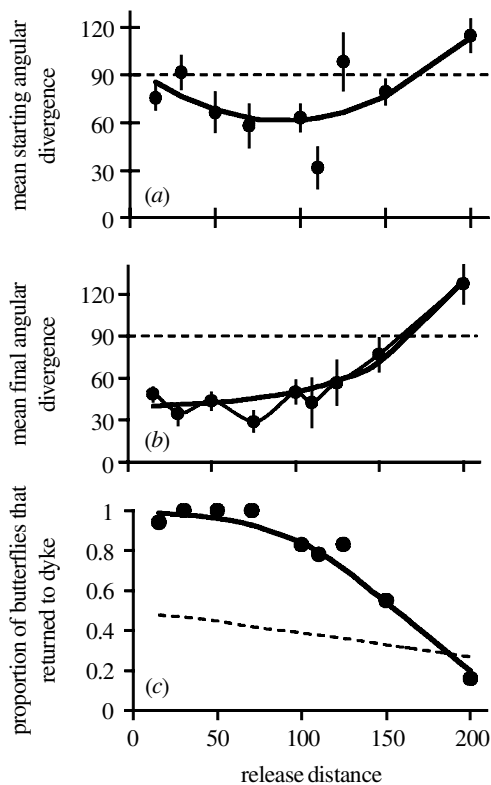 120
90
60
30
0
mean starting angular
divergence
(a)
120
90
60
30
0
mean final angular
divergence
(b)
1
0.8
0.6
0.4
0.2
0
proportion of butterflies that
returned to dyke
(c)
0 50 100 150 200
release distance